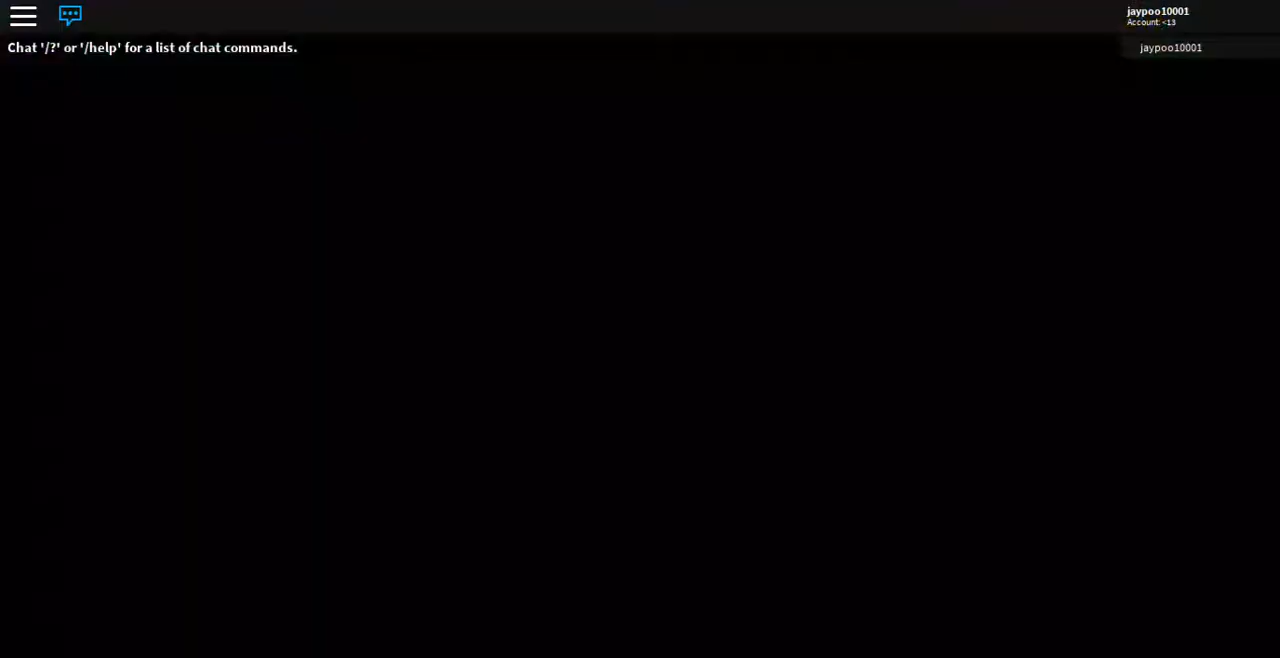 jaypoo10001
Account: <13
Chat '/?' or '/help' for a list of chat commands.
jaypoo10001